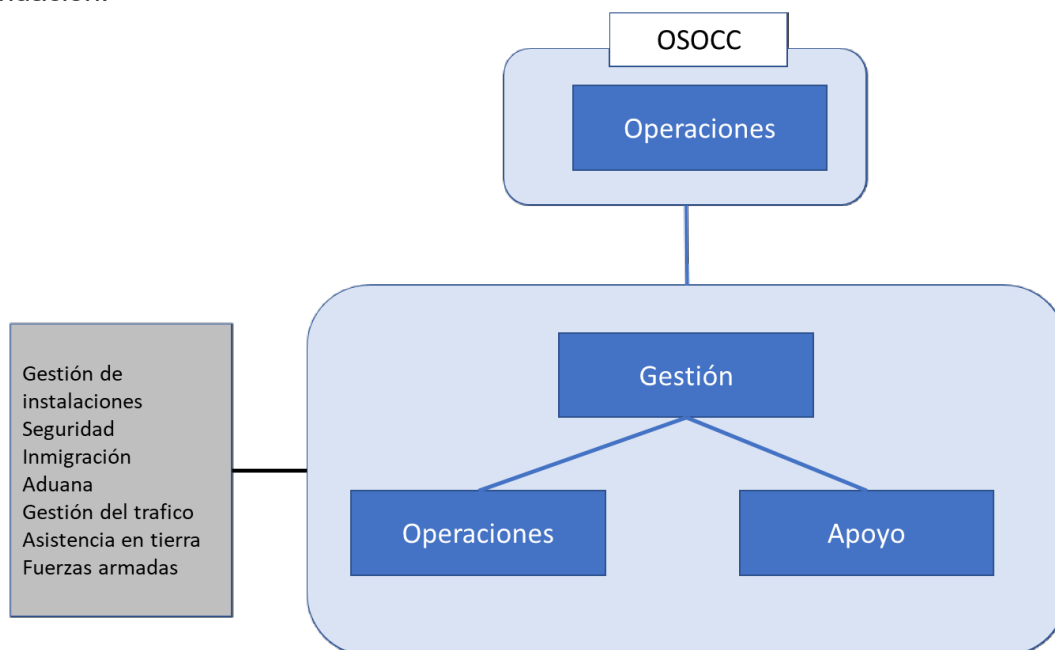 OSOCC
Operaciones
Gestión
Gestión de
instalaciones
Seguridad
Inmigración
Aduana
Gestión del trafico
Asistencia en tierra
Fuerzas armadas
Operaciones
Apoyo